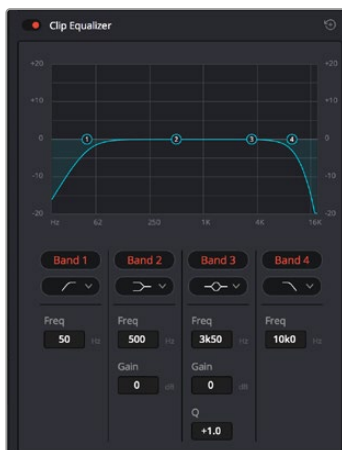 Clip Equalizer
+20 +20
+10 +10
0 1 2 3 4 0
-10 -10
-20 -20
Hz 62 250 1K 4K 16K
Band 1 Band 2 Band 3 Band 4
Freq Freq Freq Freq
50 Hz 500 Hz 3k50 Hz 10k0 Hz
Gain Gain
0 dB 0 dB
Q
+1.0